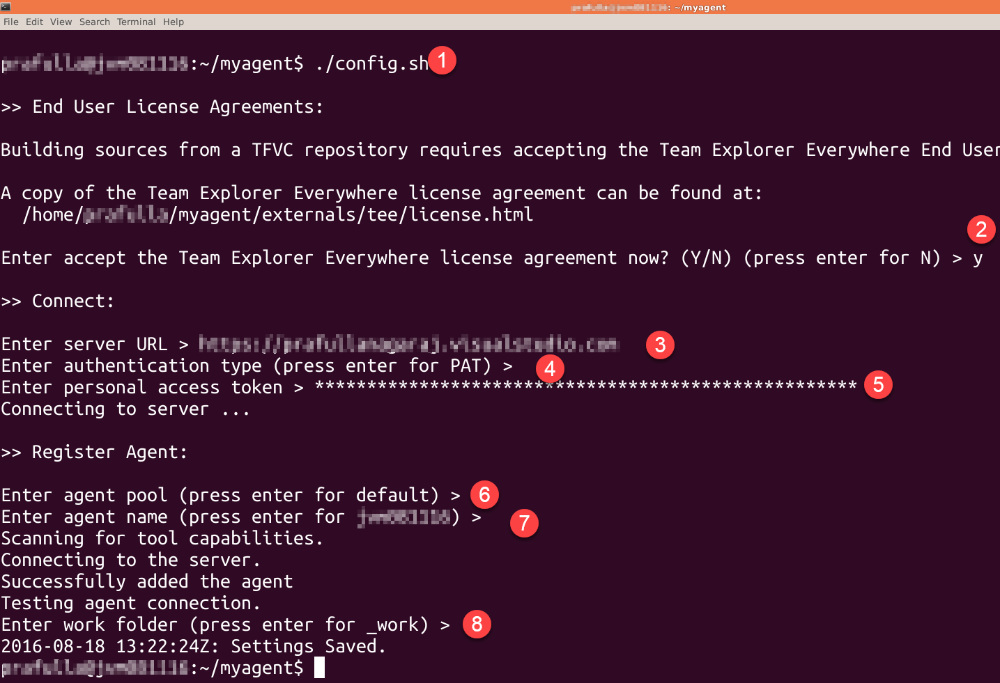 : ~/myagent
File Edit View Search Terminal Help
:~/myagent$ ./config.sh 1
>> End User License Agreements:
Building sources from a TFVC repository requires accepting the Team Explorer Everywhere End User
A copy of the Team Explorer Everywhere license agreement can be found at:
/home/ /myagent/externals/tee/license.html
2
Enter accept the Team Explorer Everywhere license agreement now? (Y/N) (press enter for N) > y
>> Connect:
Enter server URL > 3
Enter authentication type (press enter for PAT) > 4
Enter personal access token > **************************************************** 5
Connecting to server ...
>> Register Agent:
Enter agent pool (press enter for default) > 6
Enter agent name (press enter for ) > 7
Scanning for tool capabilities.
Connecting to the server.
Successfully added the agent
Testing agent connection.
Enter work folder (press enter for _work) > 8
2016-08-18 13:22:24Z: Settings Saved.
:~/myagent$